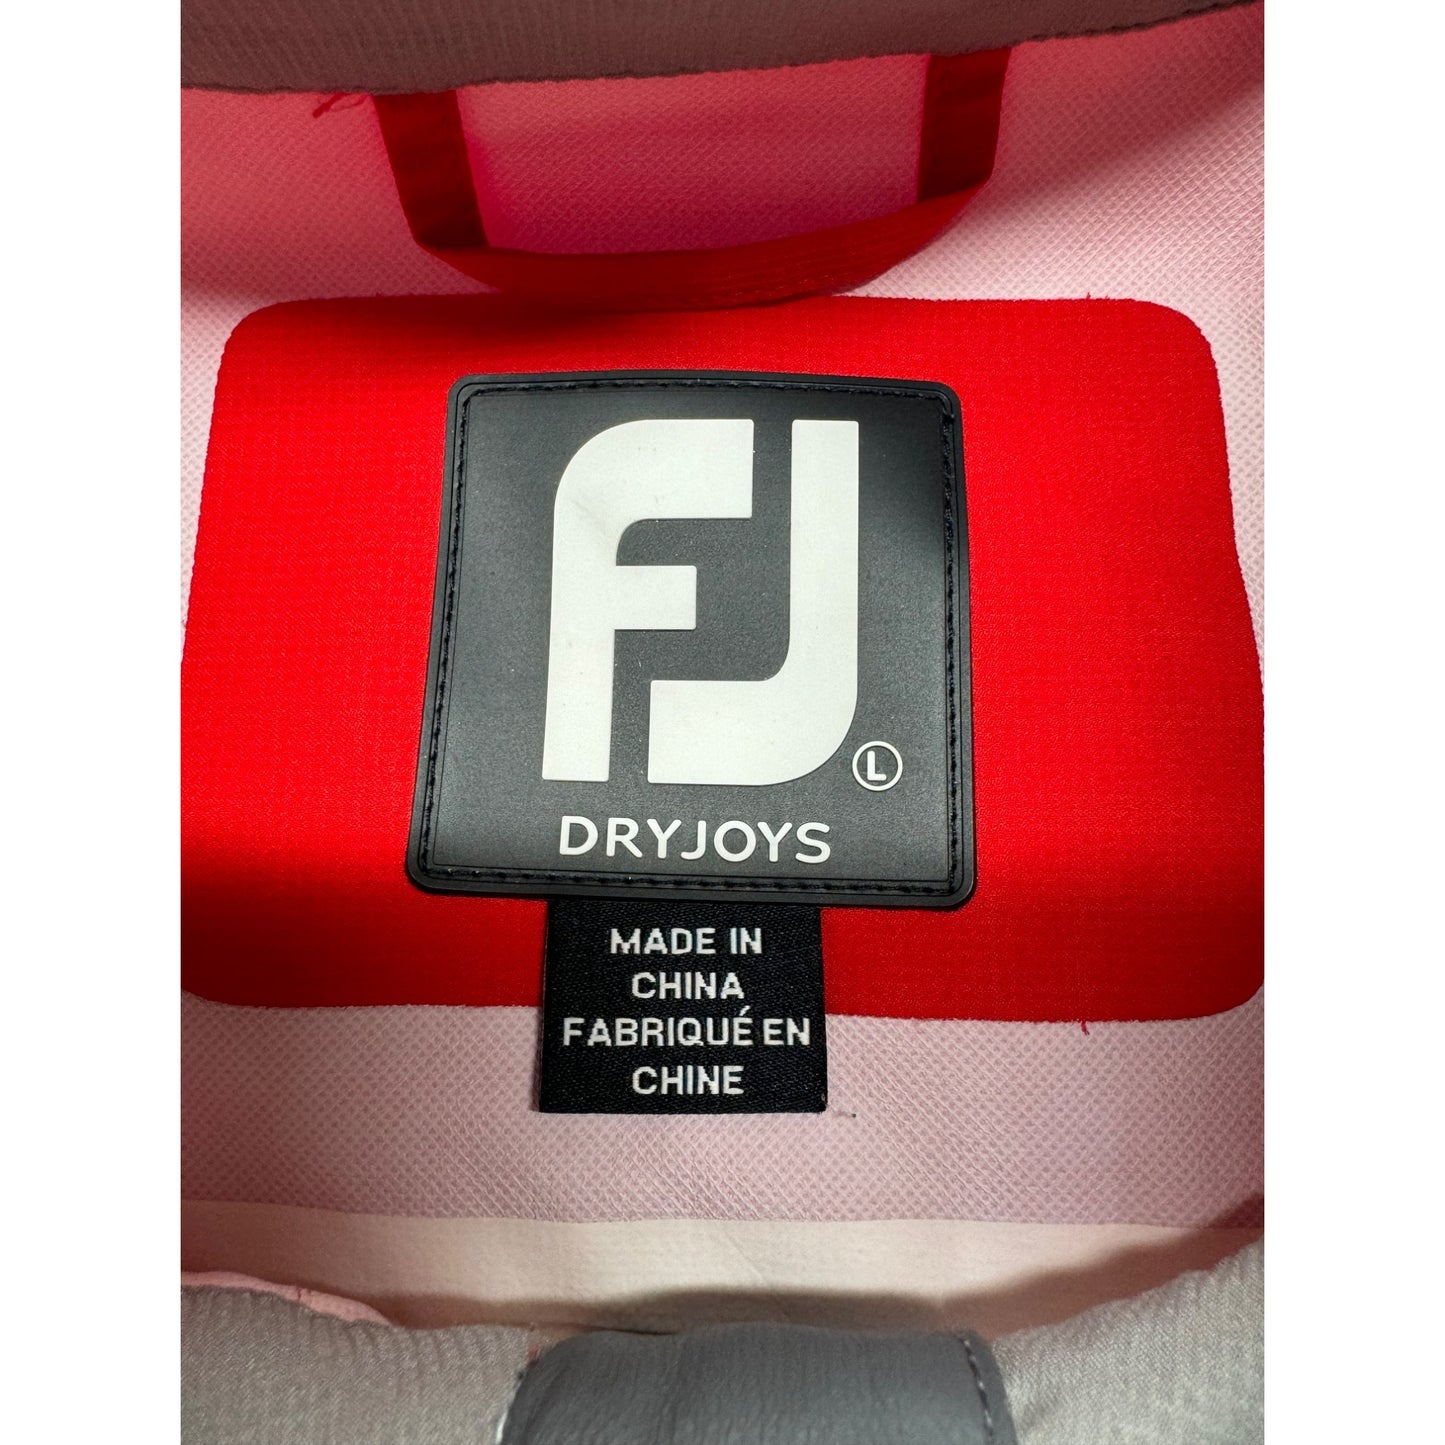 FJ
L
DRYJOYS
MADE IN
CHINA
FABRIQUÉ EN
CHINE